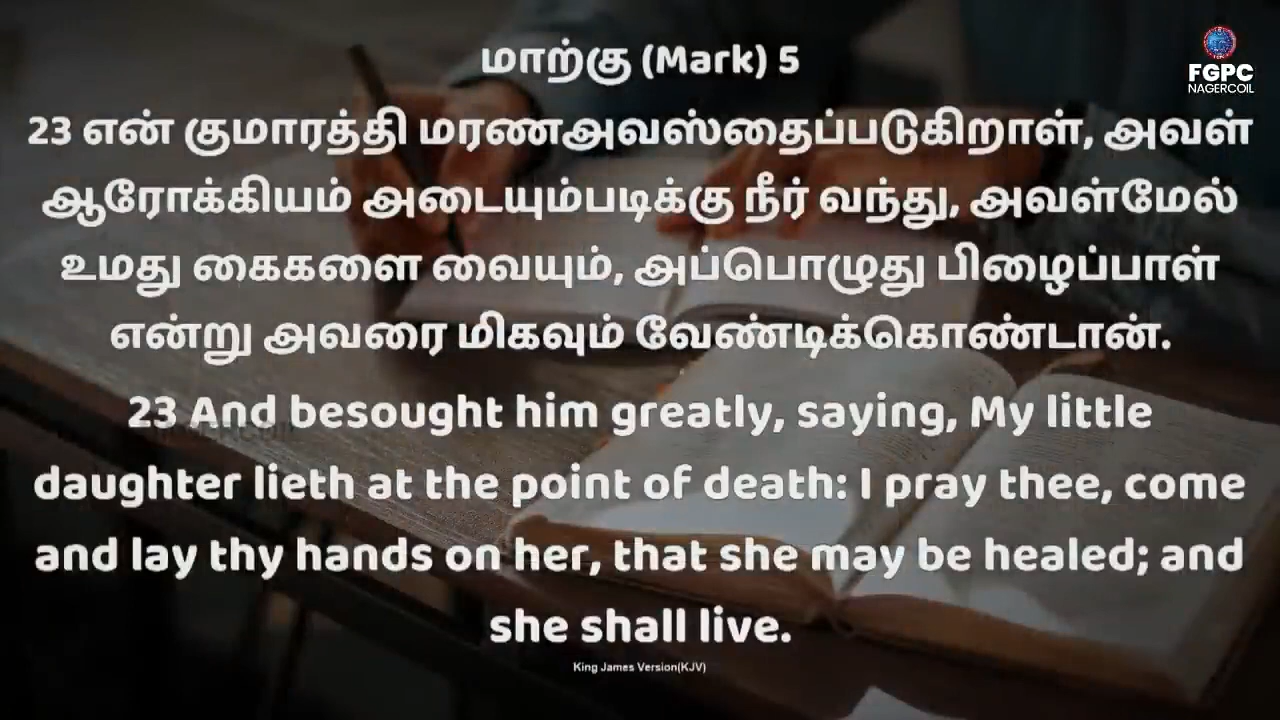 மாற்கு (Mark) 5
FGPC
NAGERCOIL
23 என் குமாரத்தி மரணஅவஸ்தைப்படுகிறாள், அவள்
ஆரோக்கியம் அடையும்படிக்கு நீர் வந்து, அவள்மேல்
உமது கைகளை வையும், அப்பொழுது பிழைப்பாள்
என்று அவரை மிகவும் வேண்டிக்கொண்டான்.
23 And besought him greatly, saying, My little
daughter lieth at the point of death: I pray thee, come
and lay thy hands on her, that she may be healed; and
she shall live.
King James Version(KJV)